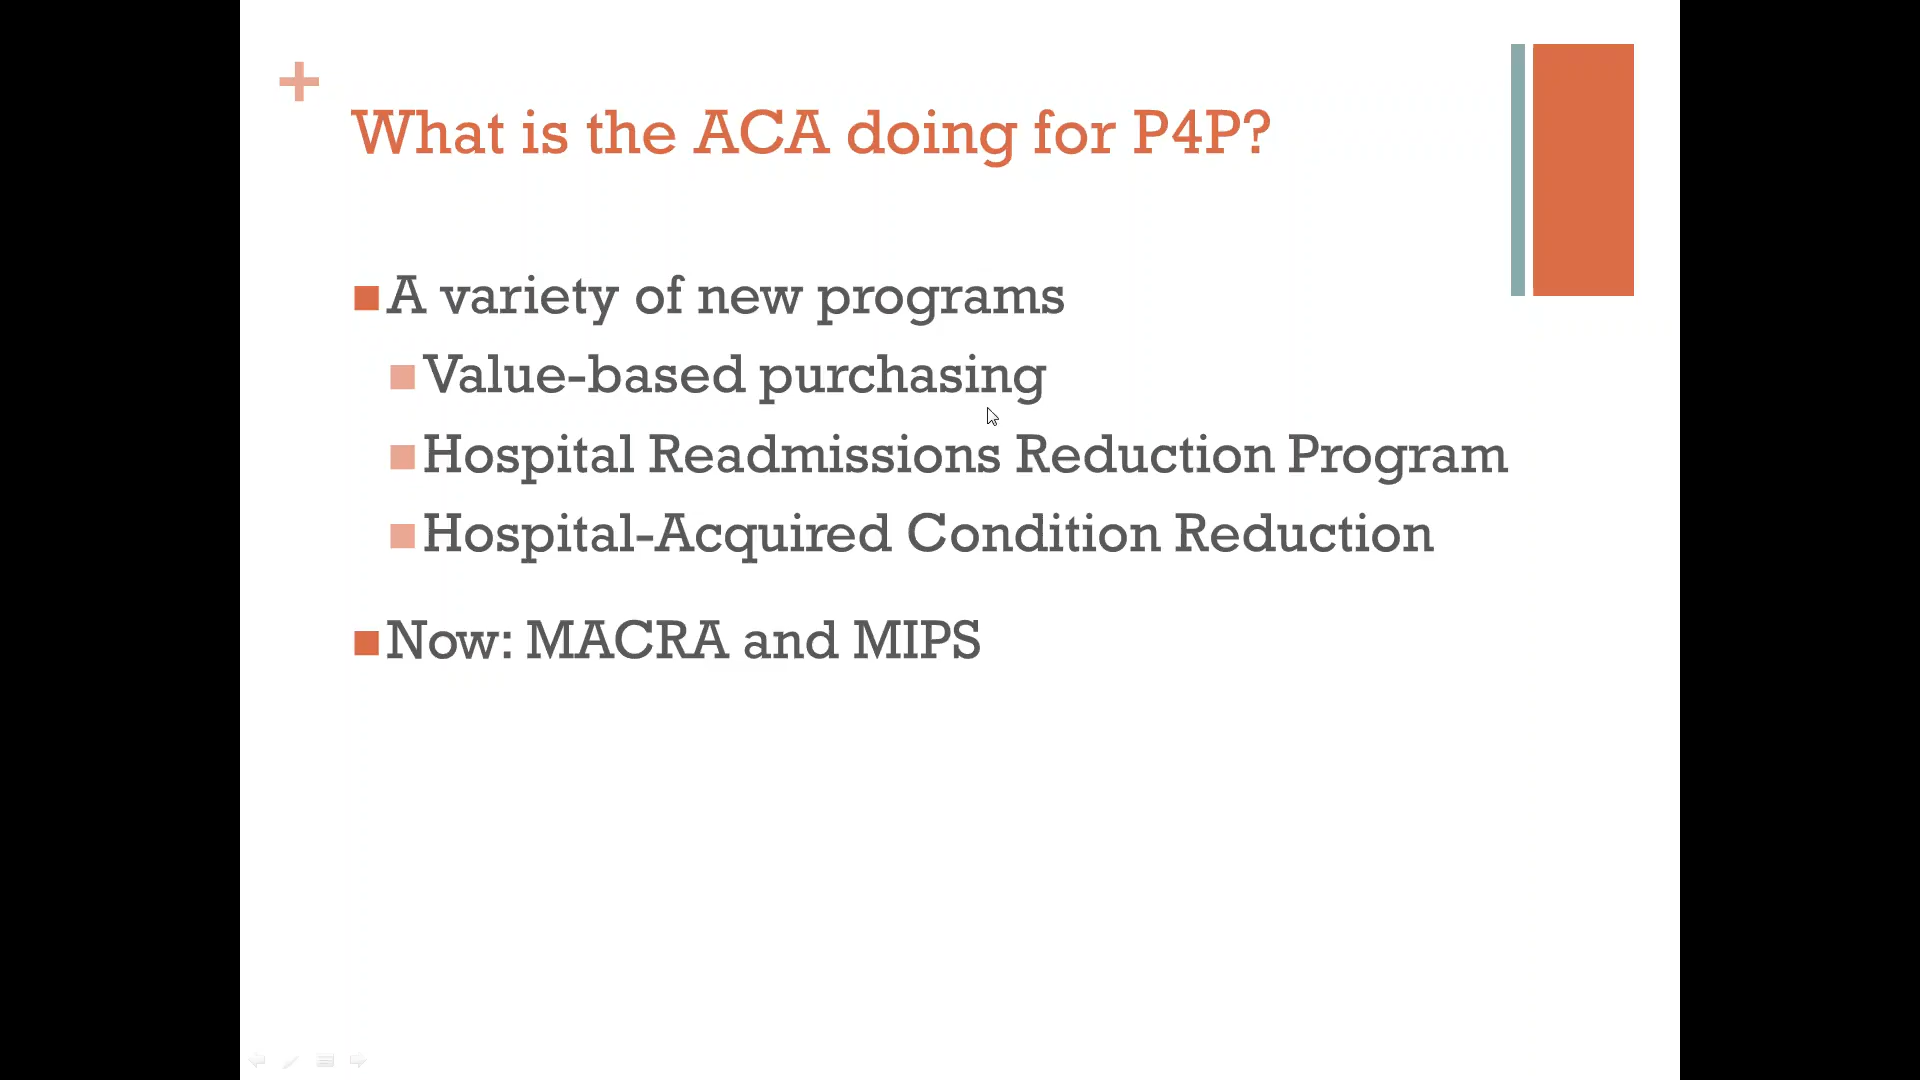 What is the ACA doing for P4P?
A variety of new programs
Value-based purchasing
Hospital Readmissions Reduction Program
Hospital-Acquired Condition Reduction
Now: MACRA and MIPS